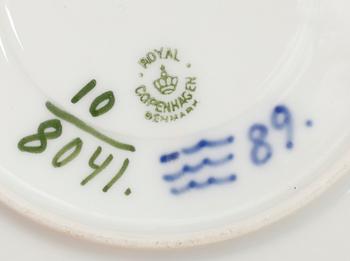 ROYAL
COPENHAGEN
DENMARK
10
8041.
89.